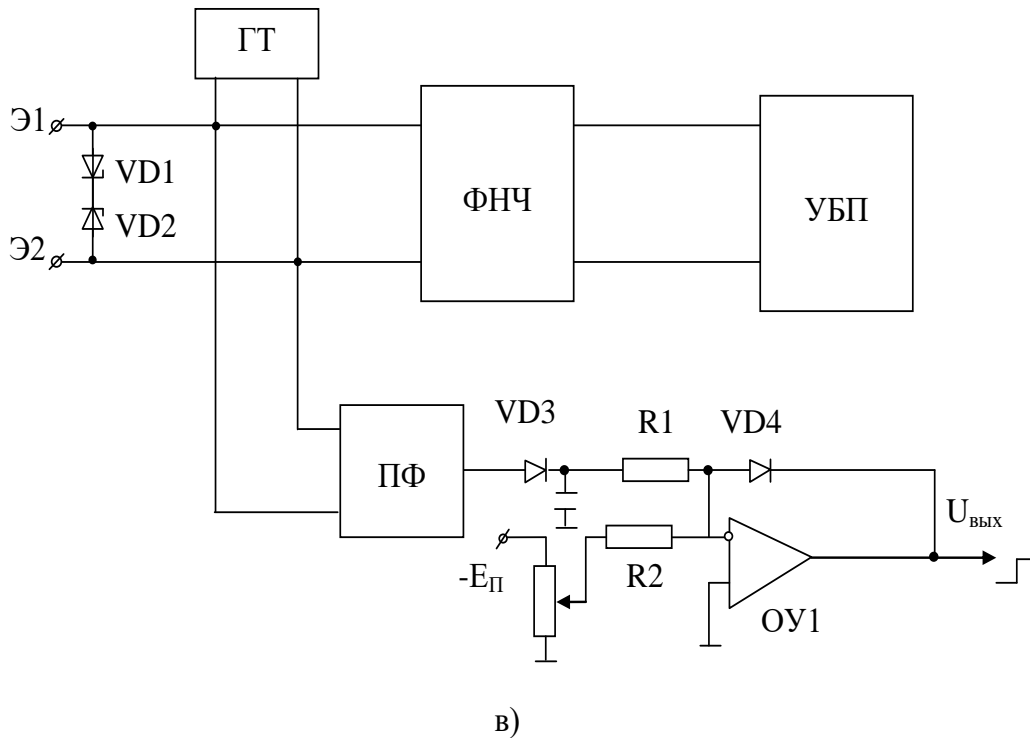 ГТ
Э1
VD1
VD2
Э2
ФНЧ
УБП
ПФ
VD3
R1
VD4
-EП
R2
ОУ1
Uвых
в)